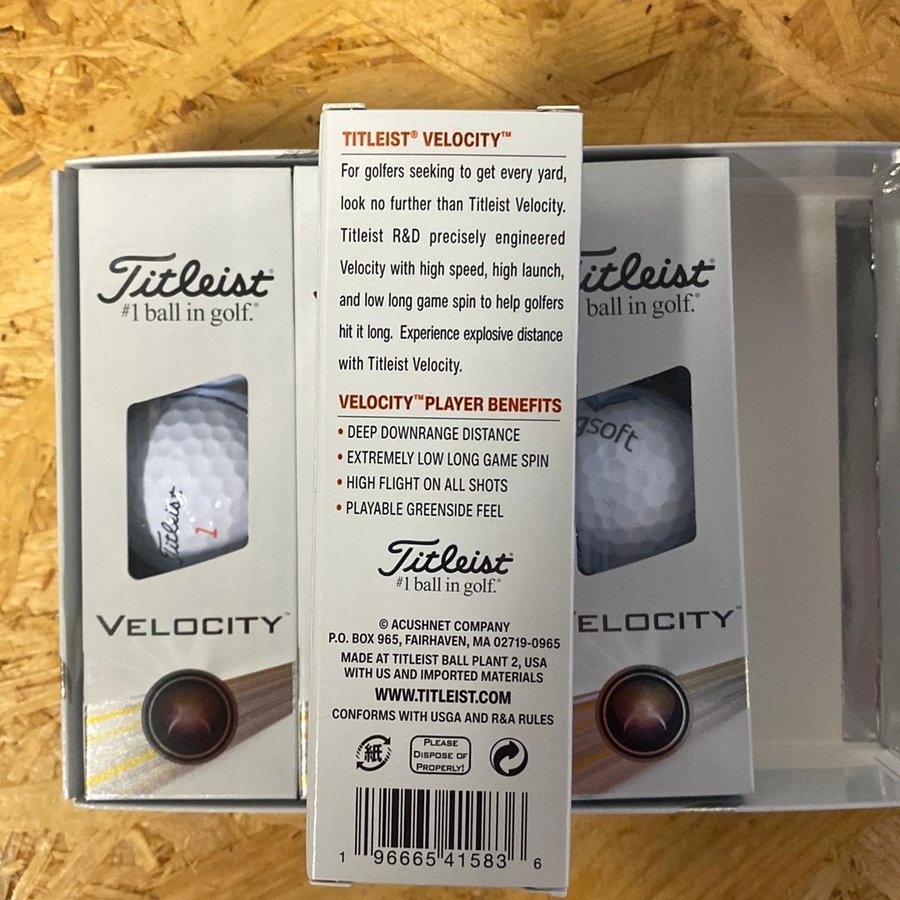 TITLEIST® VELOCITY™
For golfers seeking to get every yard,
look no further than Titleist Velocity.
Titleist R&D precisely engineered
Velocity with high speed, high launch,
and low long game spin to help golfers
hit it long. Experience explosive distance
with Titleist Velocity.
VELOCITY™ PLAYER BENEFITS
• DEEP DOWNRANGE DISTANCE
• EXTREMELY LOW LONG GAME SPIN
• HIGH FLIGHT ON ALL SHOTS
• PLAYABLE GREENSIDE FEEL
Titleist®
#1 ball in golf.®
© ACUSHNET COMPANY
P.O. BOX 965, FAIRHAVEN, MA 02719-0965
MADE AT TITLEIST BALL PLANT 2, USA
WITH US AND IMPORTED MATERIALS
WWW.TITLEIST.COM
CONFORMS WITH USGA AND R&A RULES
紙
PLEASE
DISPOSE OF
PROPERLY!
1 96665 41583 6
Titleist®
#1 ball in golf.®
Titleist
1
VELOCITY™
itleist®
ball in golf.®
gsoft
ELOCITY™